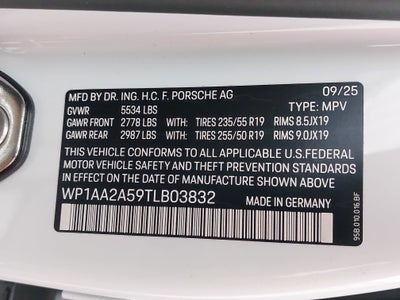 MFD BY DR. ING. H.C. F. PORSCHE AG 09/25
GVWR 5534 LBS TYPE: MPV
GAWR FRONT 2778 LBS WITH: TIRES 235/55 R19 RIMS 8.5JX19
GAWR REAR 2987 LBS WITH: TIRES 255/50 R19 RIMS 9.0JX19
THIS VEHICLE CONFORMS TO ALL APPLICABLE U.S.FEDERAL
MOTOR VEHICLE SAFETY AND THEFT PREVENTION STANDARDS
IN EFFECT ON THE DATE OF MANUFACTURE SHOWN ABOVE.
WP1AA2A59TLB03832 MADE IN GERMANY
95B.010.016.BF